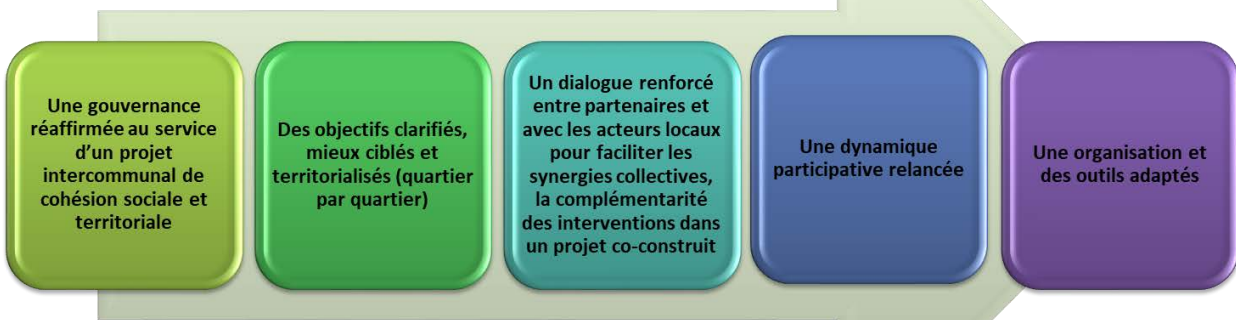 Une gouvernance
réaffirmée au service
d'un projet
intercommunal de
cohésion sociale et
territoriale
Des objectifs clarifiés,
mieux ciblés et
territorialisés (quartier
par quartier)
Un dialogue renforcé
entre partenaires et
avec les acteurs locaux
pour faciliter les
synergies collectives,
la complémentarité
des interventions dans
un projet co-construit
Une dynamique
participative relancée
Une organisation et
des outils adaptés